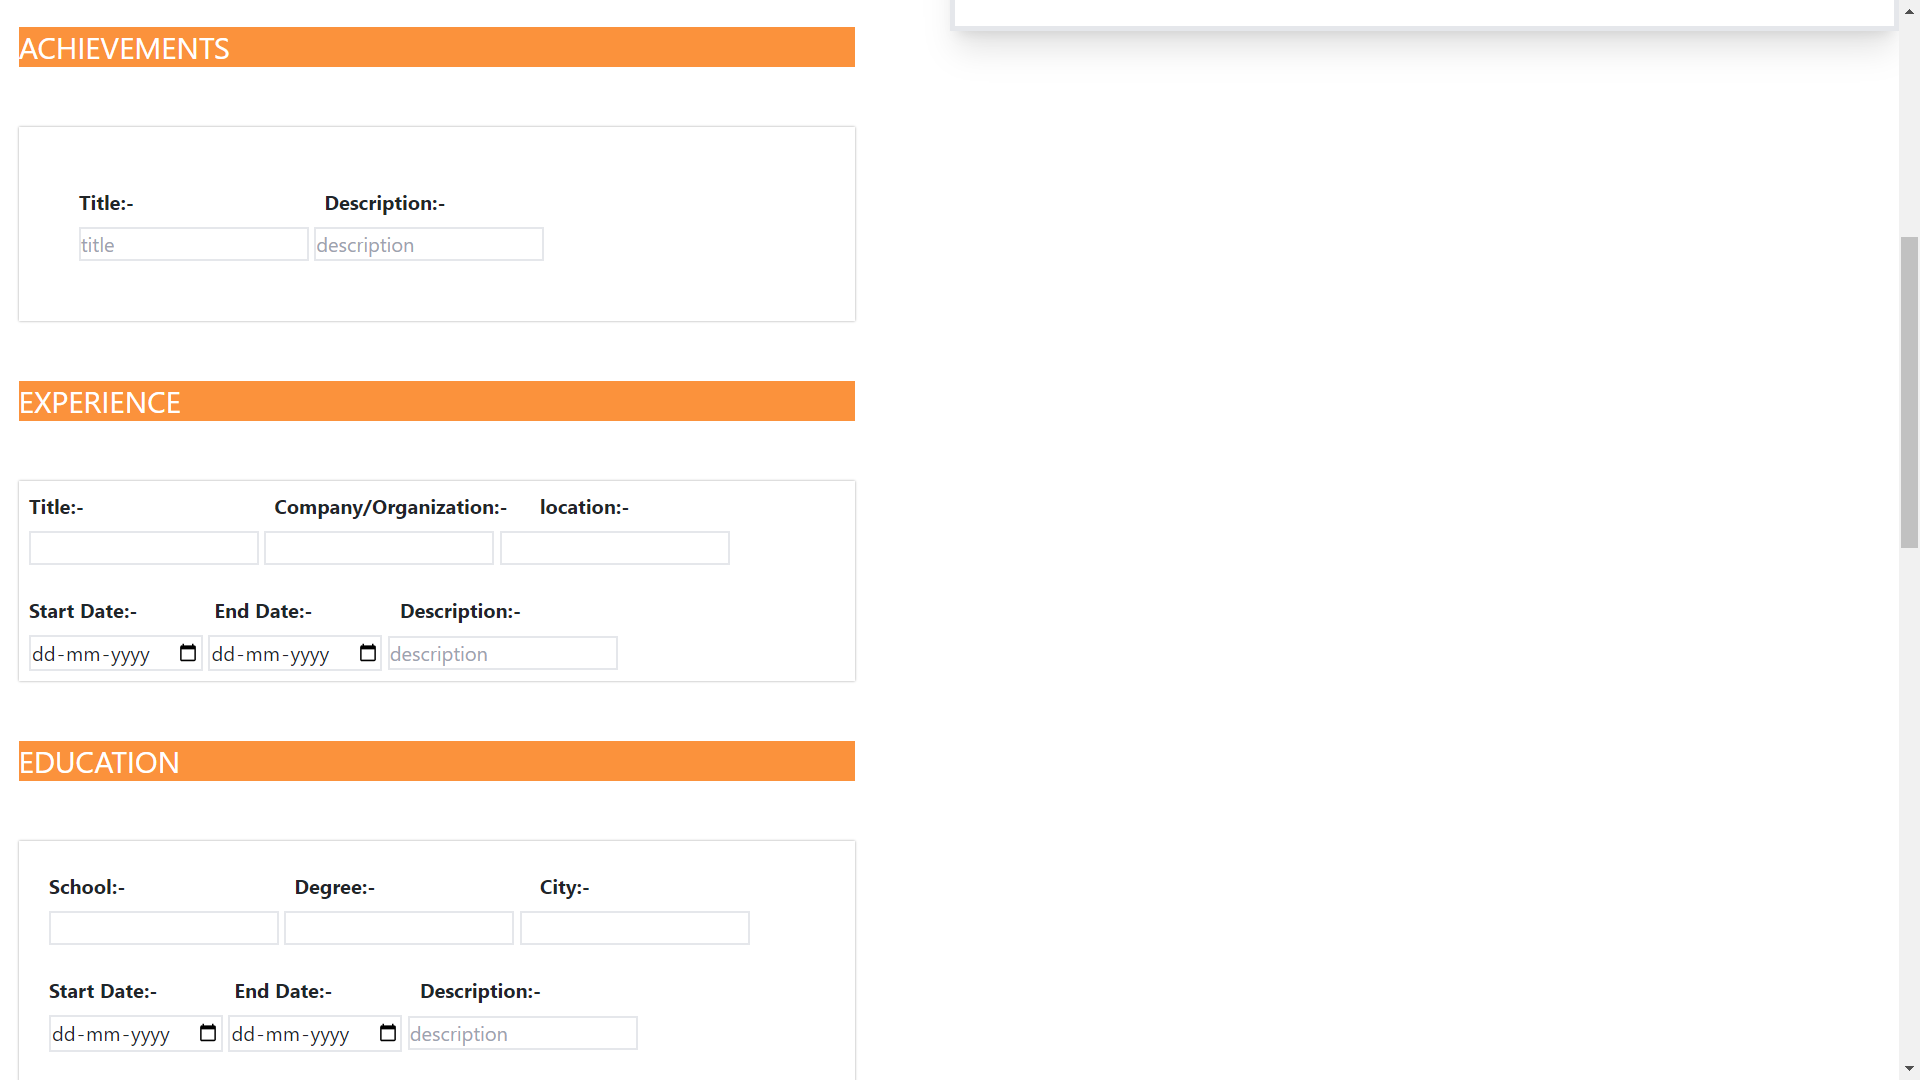 ACHIEVEMENTS
Title:- Description:-
title description
EXPERIENCE
Title:- Company/Organization:- location:-
Start Date:- End Date:- Description:-
dd-mm-yyyy dd-mm-yyyy description
EDUCATION
School:- Degree:- City:-
Start Date:- End Date:- Description:-
dd-mm-yyyy dd-mm-yyyy description